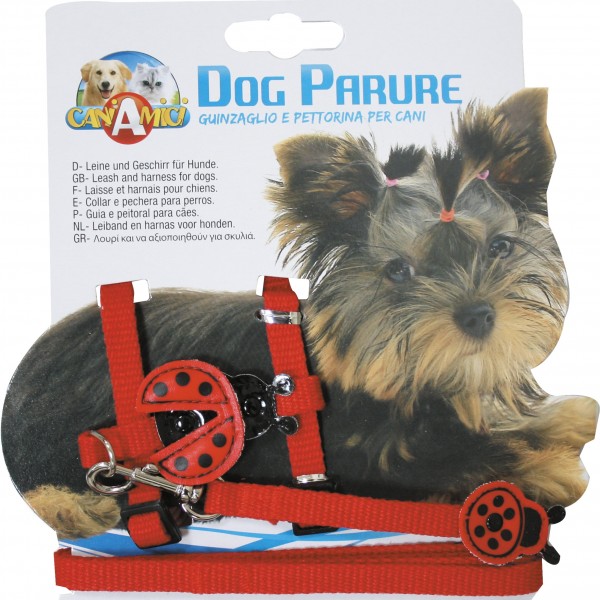 CANIAMICI
DOG PARURE
GUINZAGLIO E PETTORINA PER CANI
D- Leine und Geschirr für Hunde.
GB- Leash and harness for dogs.
F- Laisse et harnais pour chiens.
E- Collar e pechera para perros.
P- Guia e peitoral para cães.
NL- Leiband en harnas voor honden.
GR- Λουρί και να αξιοποιηθούν για σκυλιά.